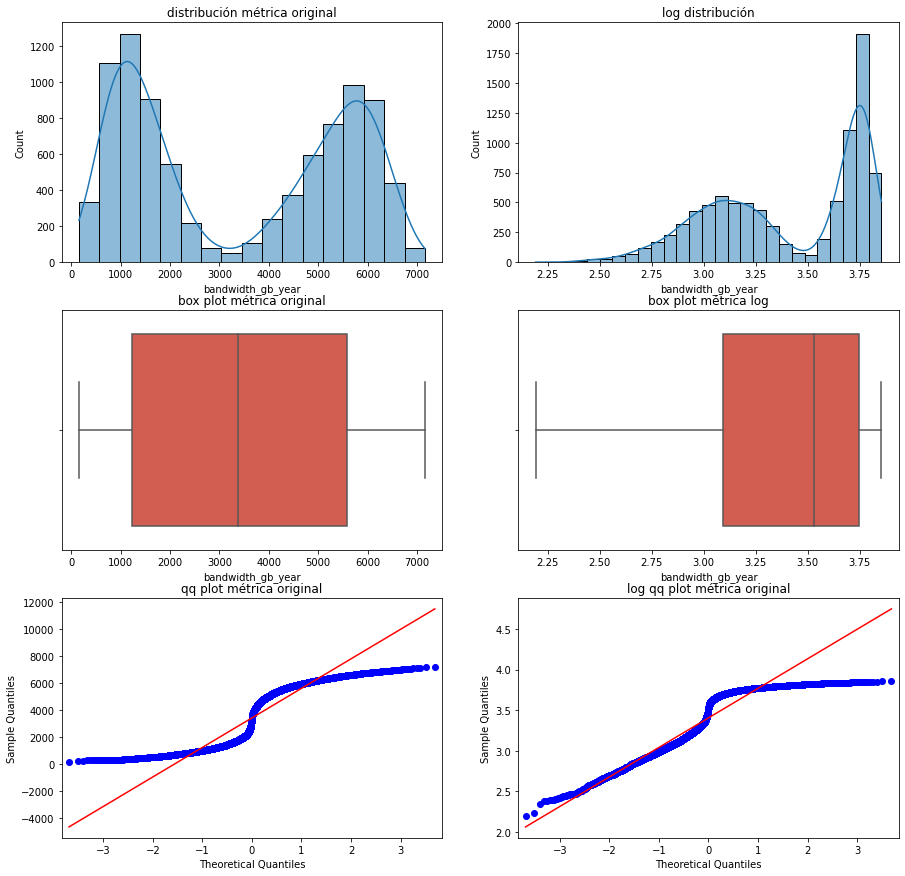 distribución métrica original
log distribución
1200
1000
800
600
400
200
0
Count
0 1000 2000 3000 4000 5000 6000 7000
bandwidth_gb_year
2000
1750
1500
1250
1000
750
500
250
0
Count
2.25 2.50 2.75 3.00 3.25 3.50 3.75
bandwidth_gb_year
box plot métrica original
box plot métrica log
0 1000 2000 3000 4000 5000 6000 7000
bandwidth_gb_year
2.25 2.50 2.75 3.00 3.25 3.50 3.75
bandwidth_gb_year
qq plot métrica original
log qq plot métrica original
12000
10000
8000
6000
4000
2000
0
−2000
−4000
Sample Quantiles
−3 −2 −1 0 1 2 3
Theoretical Quantiles
4.5
4.0
3.5
3.0
2.5
2.0
Sample Quantiles
−3 −2 −1 0 1 2 3
Theoretical Quantiles